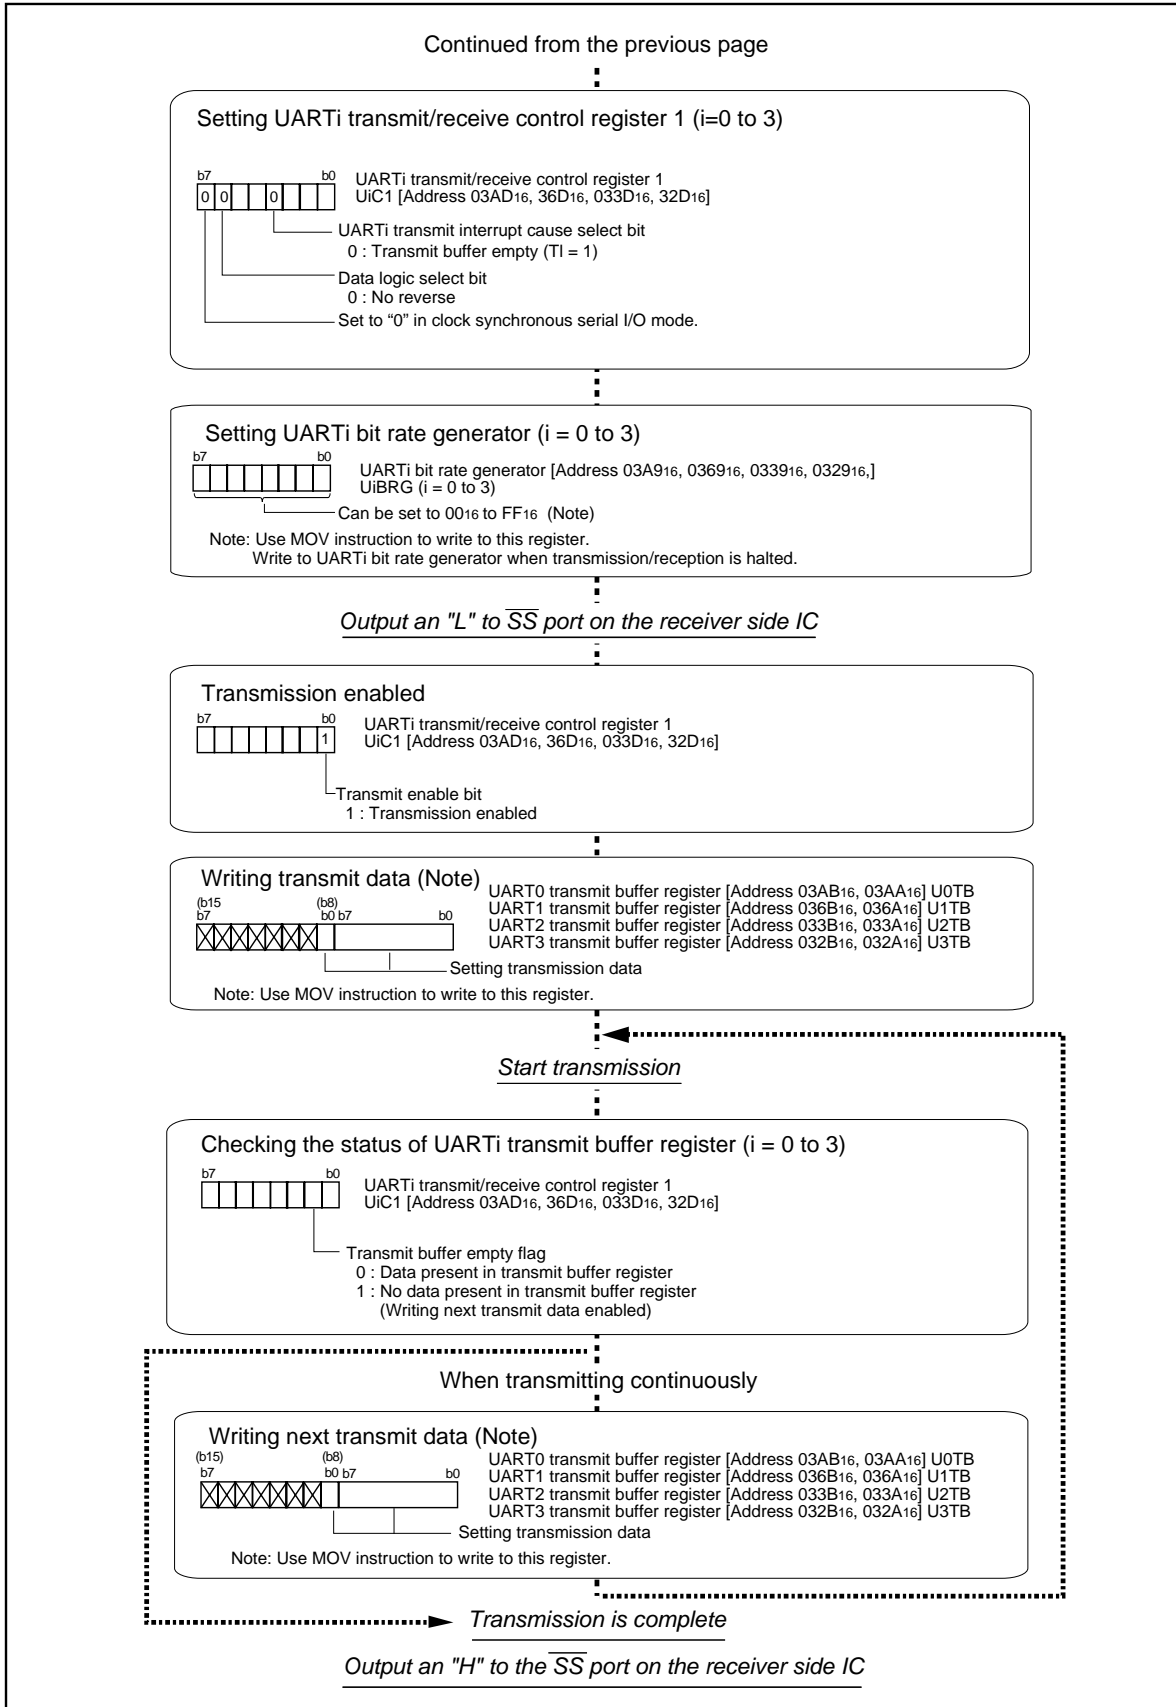 Continued from the previous page
Setting UARTi transmit/receive control register 1 (i=0 to 3)
b7 b0
0 0 0
UARTi transmit/receive control register 1
UiC1 [Address 03AD16, 36D16, 033D16, 32D16]
UARTi transmit interrupt cause select bit
0 : Transmit buffer empty (TI = 1)
Data logic select bit
0 : No reverse
Set to “0” in clock synchronous serial I/O mode.
Setting UARTi bit rate generator (i = 0 to 3)
b7 b0
UARTi bit rate generator [Address 03A916, 036916, 033916, 032916,]
UiBRG (i = 0 to 3)
Can be set to 0016 to FF16 (Note)
Note: Use MOV instruction to write to this register.
Write to UARTi bit rate generator when transmission/reception is halted.
Output an "L" to SS port on the receiver side IC
Transmission enabled
b7 b0
1
UARTi transmit/receive control register 1
UiC1 [Address 03AD16, 36D16, 033D16, 32D16]
Transmit enable bit
1 : Transmission enabled
Writing transmit data (Note)
(b15 (b8)
b7 b0 b7 b0
UART0 transmit buffer register [Address 03AB16, 03AA16] U0TB
UART1 transmit buffer register [Address 036B16, 036A16] U1TB
UART2 transmit buffer register [Address 033B16, 033A16] U2TB
UART3 transmit buffer register [Address 032B16, 032A16] U3TB
Setting transmission data
Note: Use MOV instruction to write to this register.
Start transmission
Checking the status of UARTi transmit buffer register (i = 0 to 3)
b7 b0
UARTi transmit/receive control register 1
UiC1 [Address 03AD16, 36D16, 033D16, 32D16]
Transmit buffer empty flag
0 : Data present in transmit buffer register
1 : No data present in transmit buffer register
(Writing next transmit data enabled)
When transmitting continuously
Writing next transmit data (Note)
(b15) (b8)
b7 b0 b7 b0
UART0 transmit buffer register [Address 03AB16, 03AA16] U0TB
UART1 transmit buffer register [Address 036B16, 036A16] U1TB
UART2 transmit buffer register [Address 033B16, 033A16] U2TB
UART3 transmit buffer register [Address 032B16, 032A16] U3TB
Setting transmission data
Note: Use MOV instruction to write to this register.
Transmission is complete
Output an "H" to the SS port on the receiver side IC